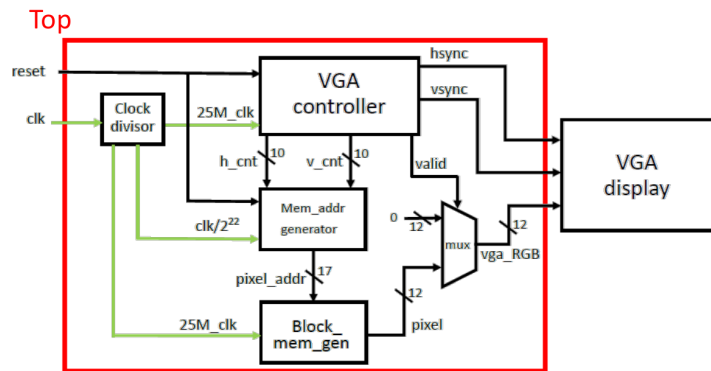 Top
reset
clk
Clock
divisor
25M_clk
VGA
controller
hsync
vsync
h_cnt
10
v_cnt
10
valid
VGA
display
Mem_addr
generator
clk/2²²
0
12
mux
12
vga_RGB
pixel_addr
17
12
pixel
25M_clk
Block_
mem_gen